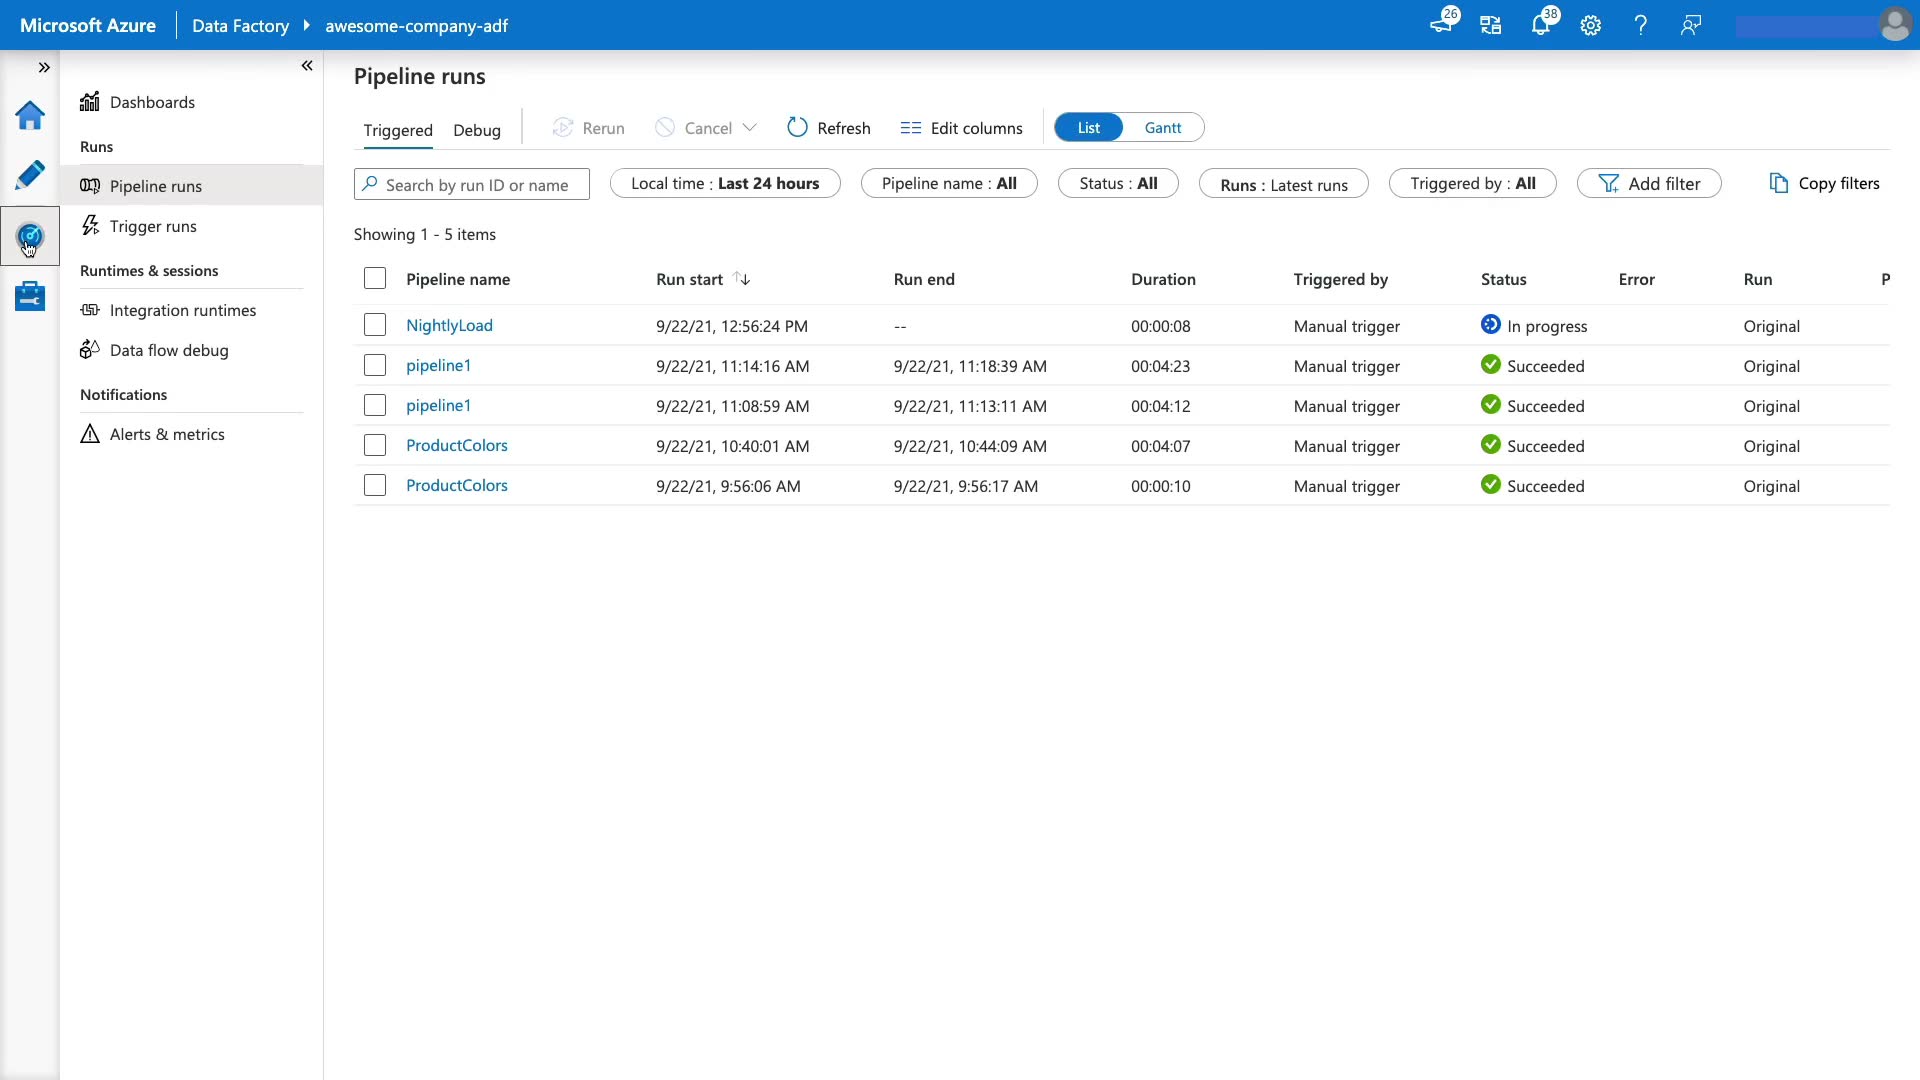 Microsoft Azure Data Factory awesome-company-adf 26 38
Dashboards
Runs
Pipeline runs
Trigger runs
Runtimes & sessions
Integration runtimes
Data flow debug
Notifications
Alerts & metrics
Pipeline runs
Triggered Debug Rerun Cancel Refresh Edit columns List Gantt
Search by run ID or name Local time : Last 24 hours Pipeline name : All Status : All Runs : Latest runs Triggered by : All Add filter Copy filters
Showing 1 - 5 items
Pipeline name Run start Run end Duration Triggered by Status Error Run P
NightlyLoad 9/22/21, 12:56:24 PM -- 00:00:08 Manual trigger In progress Original
pipeline1 9/22/21, 11:14:16 AM 9/22/21, 11:18:39 AM 00:04:23 Manual trigger Succeeded Original
pipeline1 9/22/21, 11:08:59 AM 9/22/21, 11:13:11 AM 00:04:12 Manual trigger Succeeded Original
ProductColors 9/22/21, 10:40:01 AM 9/22/21, 10:44:09 AM 00:04:07 Manual trigger Succeeded Original
ProductColors 9/22/21, 9:56:06 AM 9/22/21, 9:56:17 AM 00:00:10 Manual trigger Succeeded Original